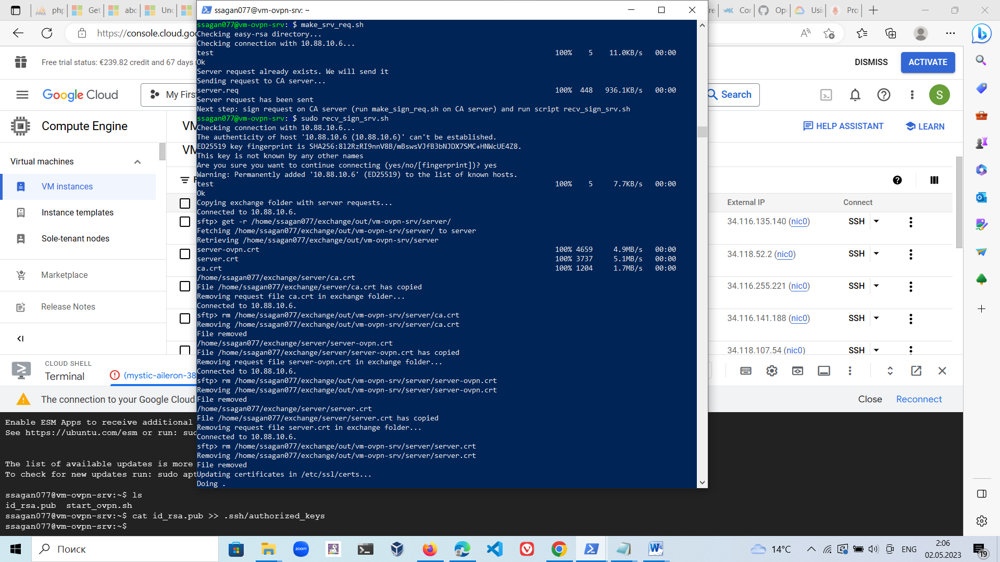 php
Get
abo
Unc
ssagan077@vm-ovpn-srv: ~
re
Cor
Ope
Usin
Pro
https://console.cloud.goo
Free trial status: €239.82 credit and 67 days
DISMISS
ACTIVATE
Google Cloud
My First
Search
S
Compute Engine
VM
HELP ASSISTANT
LEARN
Virtual machines
VM
VM instances
Instance templates
Sole-tenant nodes
Marketplace
Release Notes
F
External IP
Connect
34.116.135.140 (nic0)
SSH
34.118.52.2 (nic0)
SSH
34.116.255.221 (nic0)
SSH
34.116.141.188 (nic0)
SSH
34.118.107.54 (nic0)
SSH
ssagan077@vm-ovpn-srv:~$ make_srv_req.sh
Checking easy-rsa directory...
Checking connection with 10.88.10.6...
test 100% 5 11.0KB/s 00:00
Ok
Server request already exists. We will send it
Sending request to CA server...
server.req 100% 448 936.1KB/s 00:00
Server request has been sent
Next step: sign request on CA server (run make_sign_req.sh on CA server) and run script recv_sign_srv.sh
ssagan077@vm-ovpn-srv:~$ sudo recv_sign_srv.sh
Checking connection with 10.88.10.6...
The authenticity of host '10.88.10.6 (10.88.10.6)' can't be established.
ED25519 key fingerprint is SHA256:8l2RzRI9nnV8B/mBswsVJfB3bNJDX7SMC+HNWcUE4Z8.
This key is not known by any other names
Are you sure you want to continue connecting (yes/no/[fingerprint])? yes
Warning: Permanently added '10.88.10.6' (ED25519) to the list of known hosts.
test 100% 5 7.7KB/s 00:00
Ok
Copying exchange folder with server requests...
Connected to 10.88.10.6.
sftp> get -r /home/ssagan077/exchange/out/vm-ovpn-srv/server/
Fetching /home/ssagan077/exchange/out/vm-ovpn-srv/server/ to server
Retrieving /home/ssagan077/exchange/out/vm-ovpn-srv/server
server-ovpn.crt 100% 4659 4.9MB/s 00:00
server.crt 100% 3737 5.1MB/s 00:00
ca.crt 100% 1204 1.7MB/s 00:00
/home/ssagan077/exchange/server/ca.crt
File /home/ssagan077/exchange/server/ca.crt has copied
Removing request file ca.crt in exchange folder...
Connected to 10.88.10.6.
sftp> rm /home/ssagan077/exchange/out/vm-ovpn-srv/server/ca.crt
Removing /home/ssagan077/exchange/out/vm-ovpn-srv/server/ca.crt
File removed
/home/ssagan077/exchange/server/server-ovpn.crt
File /home/ssagan077/exchange/server/server-ovpn.crt has copied
Removing request file server-ovpn.crt in exchange folder...
Connected to 10.88.10.6.
sftp> rm /home/ssagan077/exchange/out/vm-ovpn-srv/server/server-ovpn.crt
Removing /home/ssagan077/exchange/out/vm-ovpn-srv/server/server-ovpn.crt
File removed
/home/ssagan077/exchange/server/server.crt
File /home/ssagan077/exchange/server/server.crt has copied
Removing request file server.crt in exchange folder...
Connected to 10.88.10.6.
sftp> rm /home/ssagan077/exchange/out/vm-ovpn-srv/server/server.crt
Removing /home/ssagan077/exchange/out/vm-ovpn-srv/server/server.crt
File removed
Updating certificates in /etc/ssl/certs...
Doing .
CLOUD SHELL
Terminal
(mystic-aileron-38
The connection to your Google Cloud
Close
Reconnect
Enable ESM Apps to receive additional
See https://ubuntu.com/esm or run: sud
The list of available updates is more
To check for new updates run: sudo apt
ssagan077@vm-ovpn-srv:~$ ls
id_rsa.pub start_ovpn.sh
ssagan077@vm-ovpn-srv:~$ cat id_rsa.pub >> .ssh/authorized_keys
ssagan077@vm-ovpn-srv:~$
Поиск
zoom
14°C
ENG
2:06
02.05.2023
19